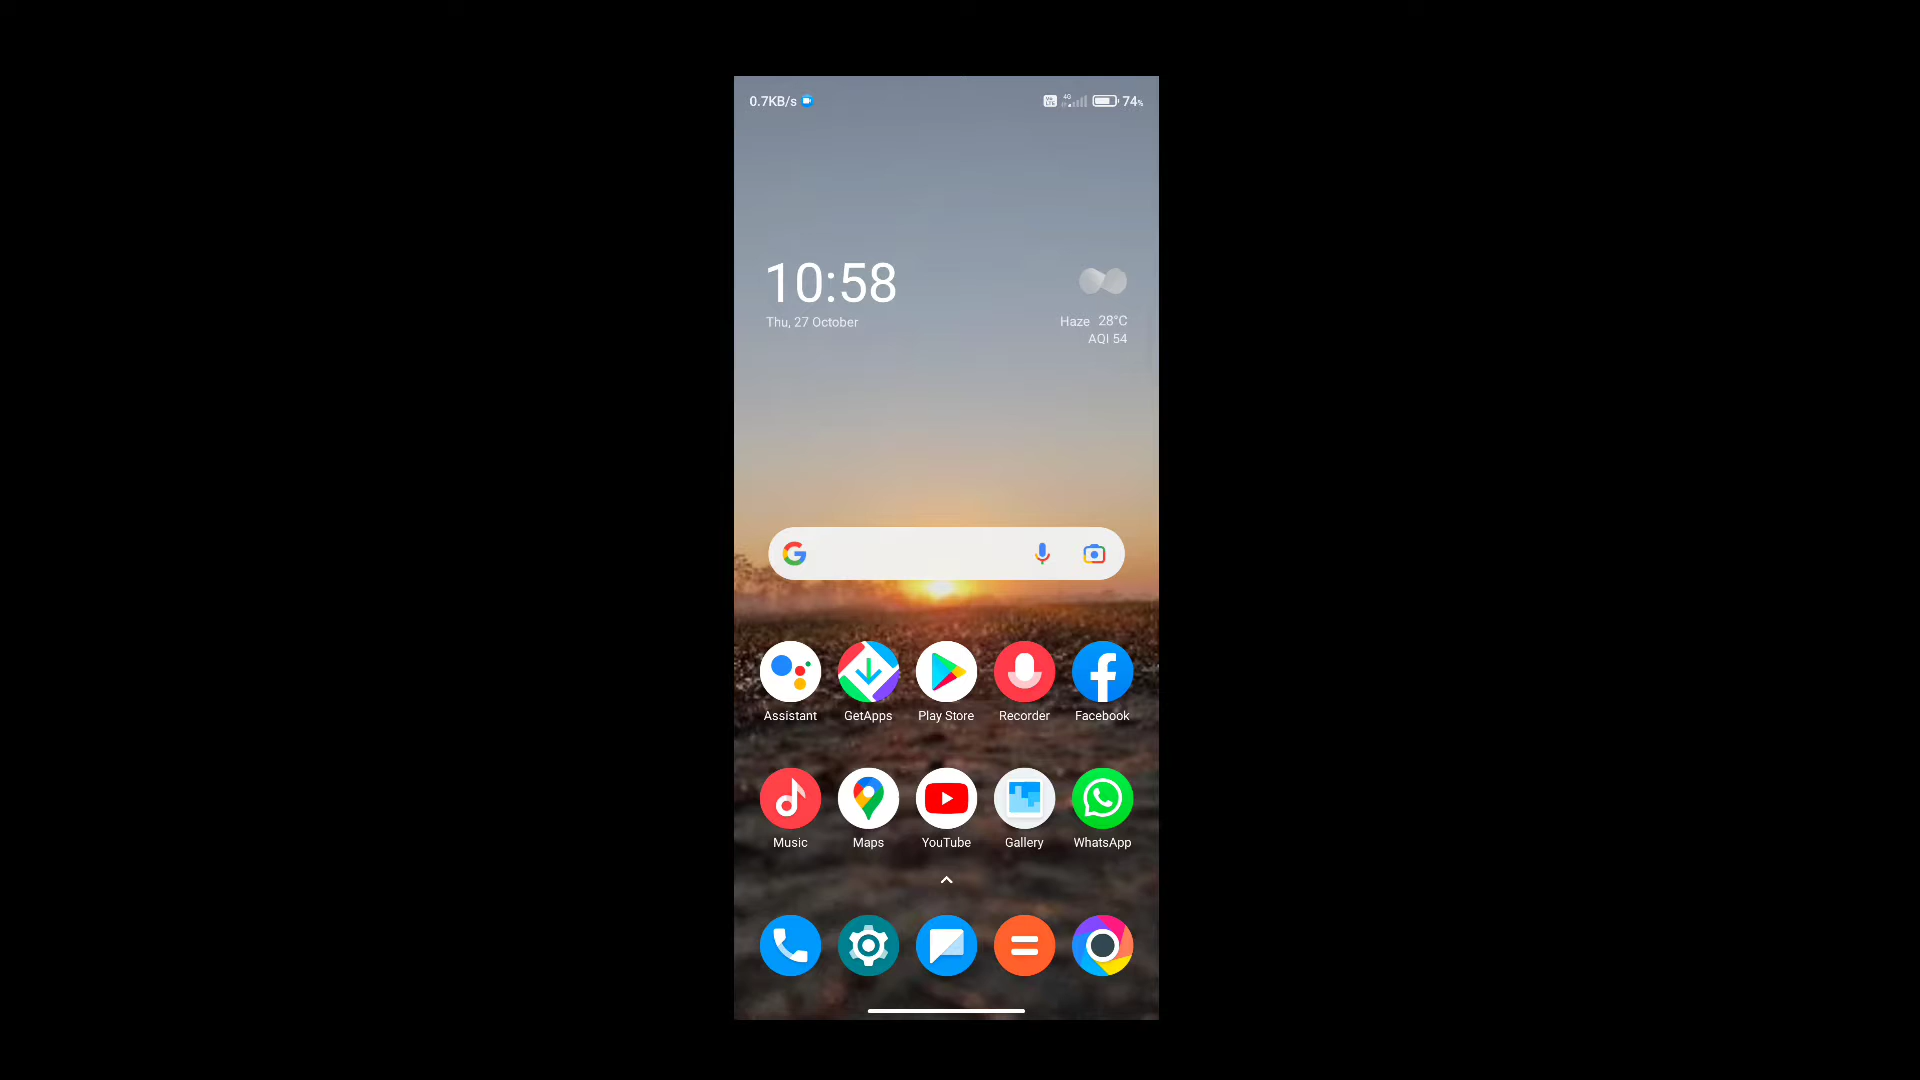 0.7KB/s 4G 74%
10:58
Thu, 27 October
Haze 28°C
AQI 54
Assistant GetApps Play Store Recorder Facebook
Music Maps YouTube Gallery WhatsApp